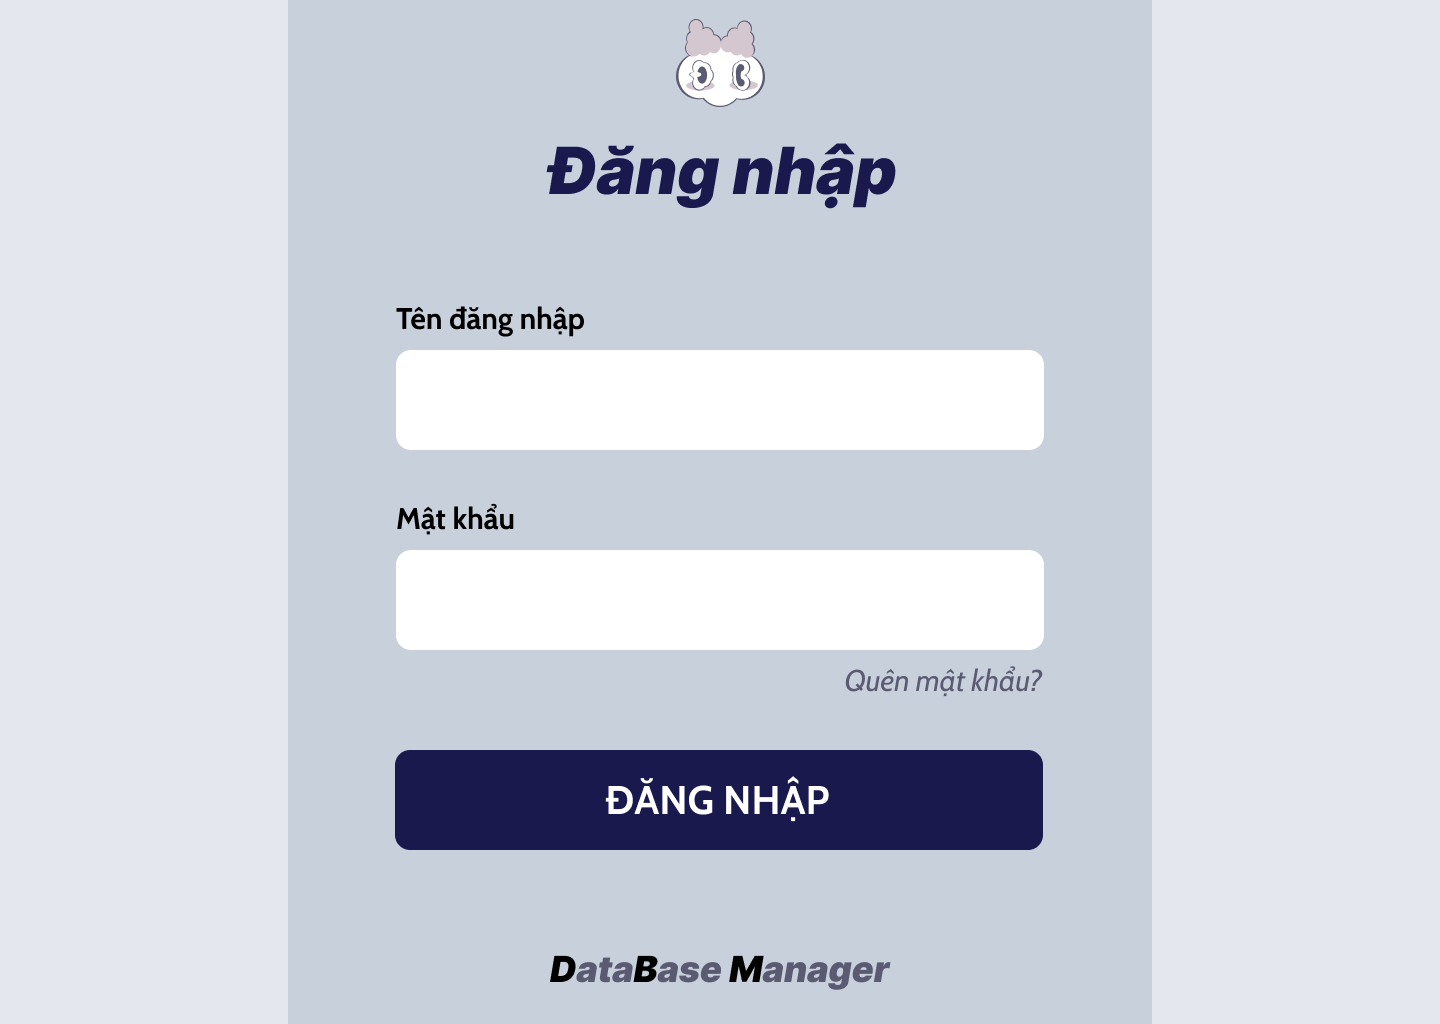 Đăng nhập
Tên đăng nhập
Mật khẩu
Quên mật khẩu?
ĐĂNG NHẬP
DataBase Manager